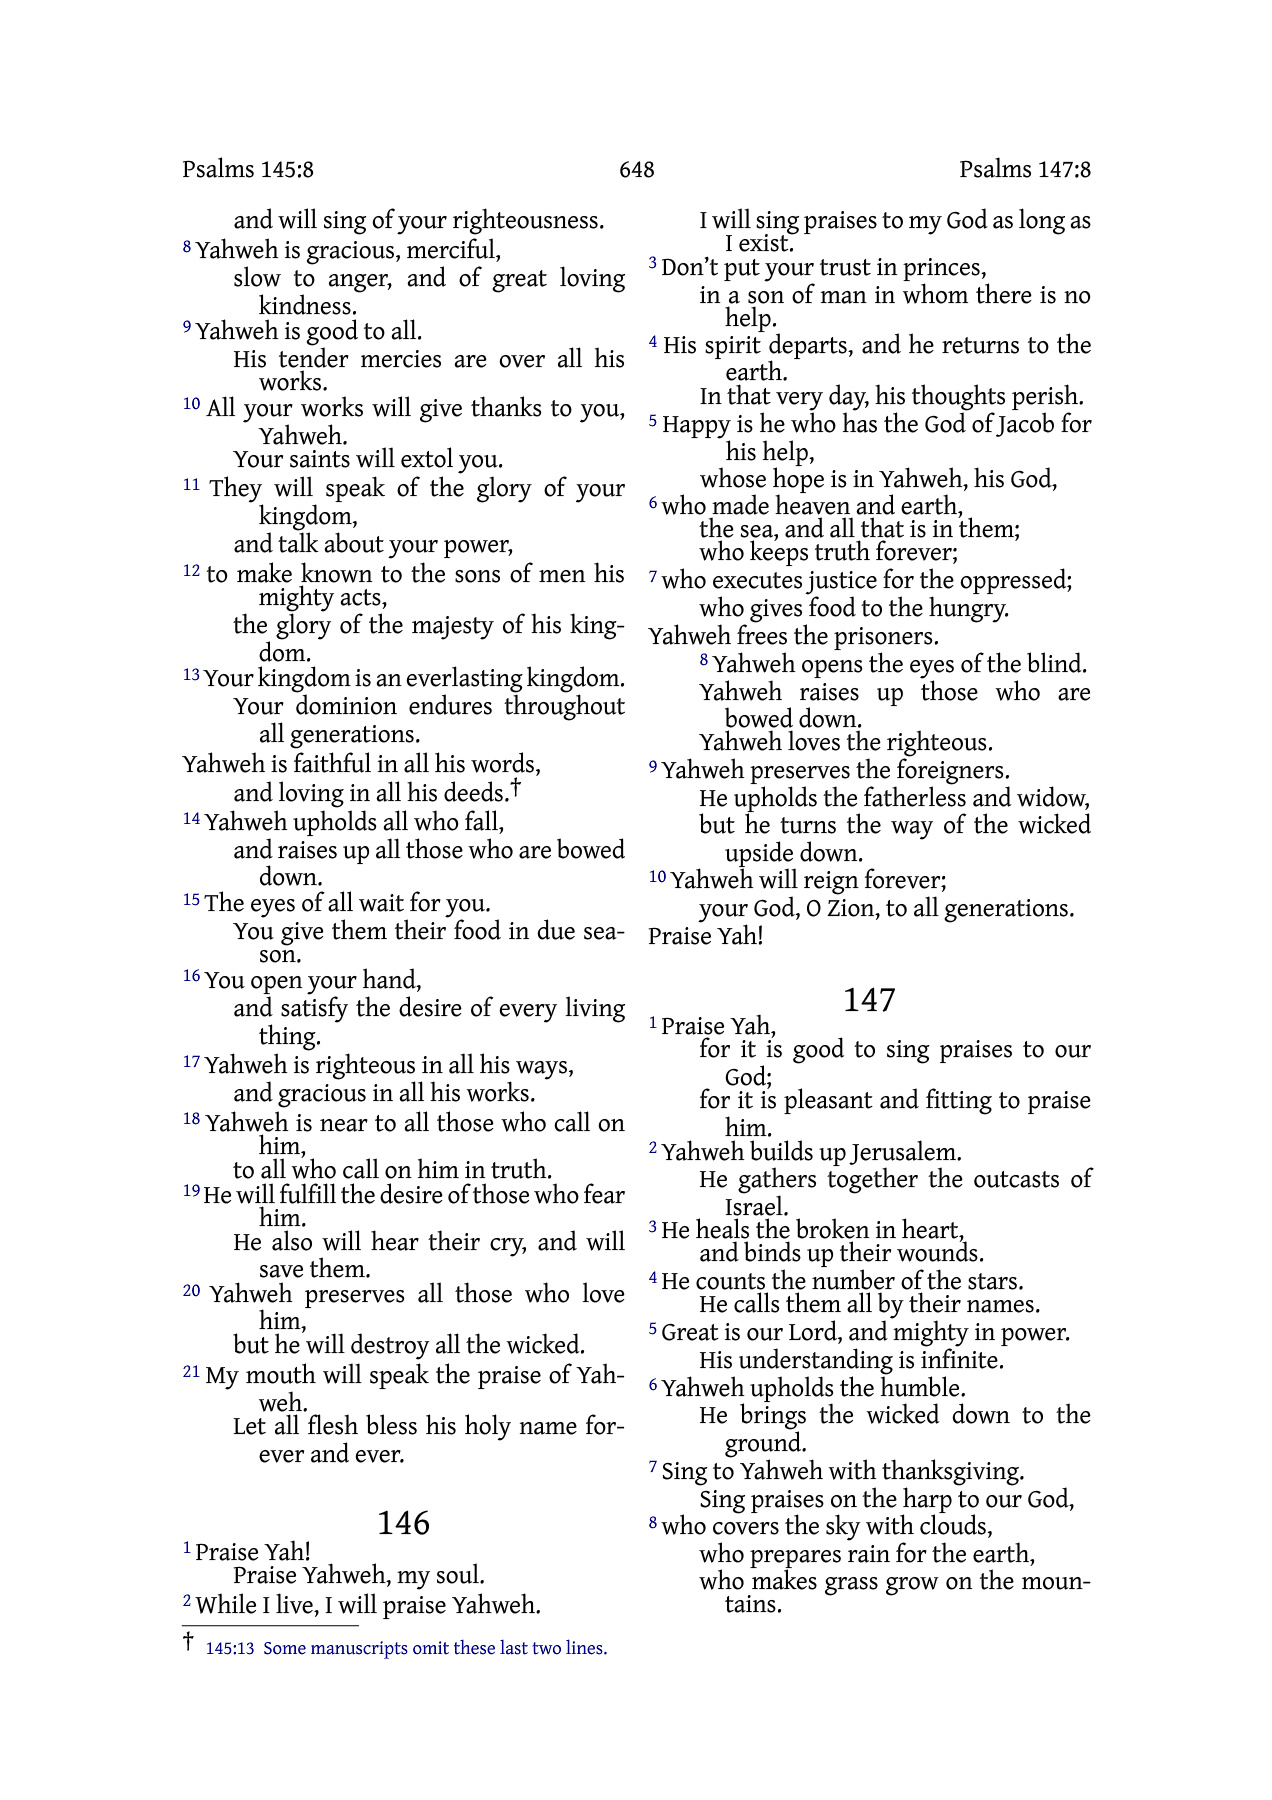 Psalms 145:8 648 Psalms 147:8
and will sing of your righteousness.
8 Yahweh is gracious, merciful,
slow to anger, and of great loving
kindness.
9 Yahweh is good to all.
His tender mercies are over all his
works.
10 All your works will give thanks to you,
Yahweh.
Your saints will extol you.
11 They will speak of the glory of your
kingdom,
and talk about your power,
12 to make known to the sons of men his
mighty acts,
the glory of the majesty of his king-
dom.
13 Your kingdom is an everlasting kingdom.
Your dominion endures throughout
all generations.
Yahweh is faithful in all his words,
and loving in all his deeds.†
14 Yahweh upholds all who fall,
and raises up all those who are bowed
down.
15 The eyes of all wait for you.
You give them their food in due sea-
son.
16 You open your hand,
and satisfy the desire of every living
thing.
17 Yahweh is righteous in all his ways,
and gracious in all his works.
18 Yahweh is near to all those who call on
him,
to all who call on him in truth.
19 He will fulfill the desire of those who fear
him.
He also will hear their cry, and will
save them.
20 Yahweh preserves all those who love
him,
but he will destroy all the wicked.
21 My mouth will speak the praise of Yah-
weh.
Let all flesh bless his holy name for-
ever and ever.
146
1 Praise Yah!
Praise Yahweh, my soul.
2 While I live, I will praise Yahweh.
† 145:13 Some manuscripts omit these last two lines.
I will sing praises to my God as long as
I exist.
3 Don’t put your trust in princes,
in a son of man in whom there is no
help.
4 His spirit departs, and he returns to the
earth.
In that very day, his thoughts perish.
5 Happy is he who has the God of Jacob for
his help,
whose hope is in Yahweh, his God,
6 who made heaven and earth,
the sea, and all that is in them;
who keeps truth forever;
7 who executes justice for the oppressed;
who gives food to the hungry.
Yahweh frees the prisoners.
8 Yahweh opens the eyes of the blind.
Yahweh raises up those who are
bowed down.
Yahweh loves the righteous.
9 Yahweh preserves the foreigners.
He upholds the fatherless and widow,
but he turns the way of the wicked
upside down.
10 Yahweh will reign forever;
your God, O Zion, to all generations.
Praise Yah!
147
1 Praise Yah,
for it is good to sing praises to our
God;
for it is pleasant and fitting to praise
him.
2 Yahweh builds up Jerusalem.
He gathers together the outcasts of
Israel.
3 He heals the broken in heart,
and binds up their wounds.
4 He counts the number of the stars.
He calls them all by their names.
5 Great is our Lord, and mighty in power.
His understanding is infinite.
6 Yahweh upholds the humble.
He brings the wicked down to the
ground.
7 Sing to Yahweh with thanksgiving.
Sing praises on the harp to our God,
8 who covers the sky with clouds,
who prepares rain for the earth,
who makes grass grow on the moun-
tains.